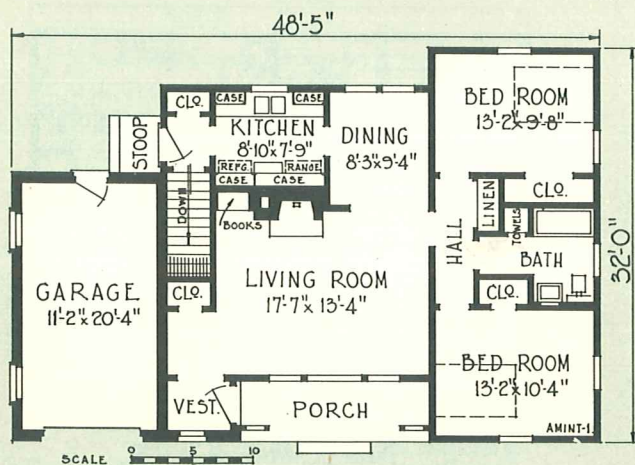 48'-5"
CLO.
CASE
CASE
KITCHEN
8'-10"x 7'-9"
REFG.
RANGE
CASE
CASE
DINING
8'-3"x 9'-4"
BED ROOM
13'-2"x 9'-8"
CLO.
LINEN
TOWELS
BATH
HALL
32'-0"
STOOP
DOWN
BOOKS
CLO.
LIVING ROOM
17'-7"x 13'-4"
GARAGE
11'-2"x 20'-4"
CLO.
BED ROOM
13'-2"x 10'-4"
VEST.
PORCH
AMINT-1.
SCALE
0 5 10